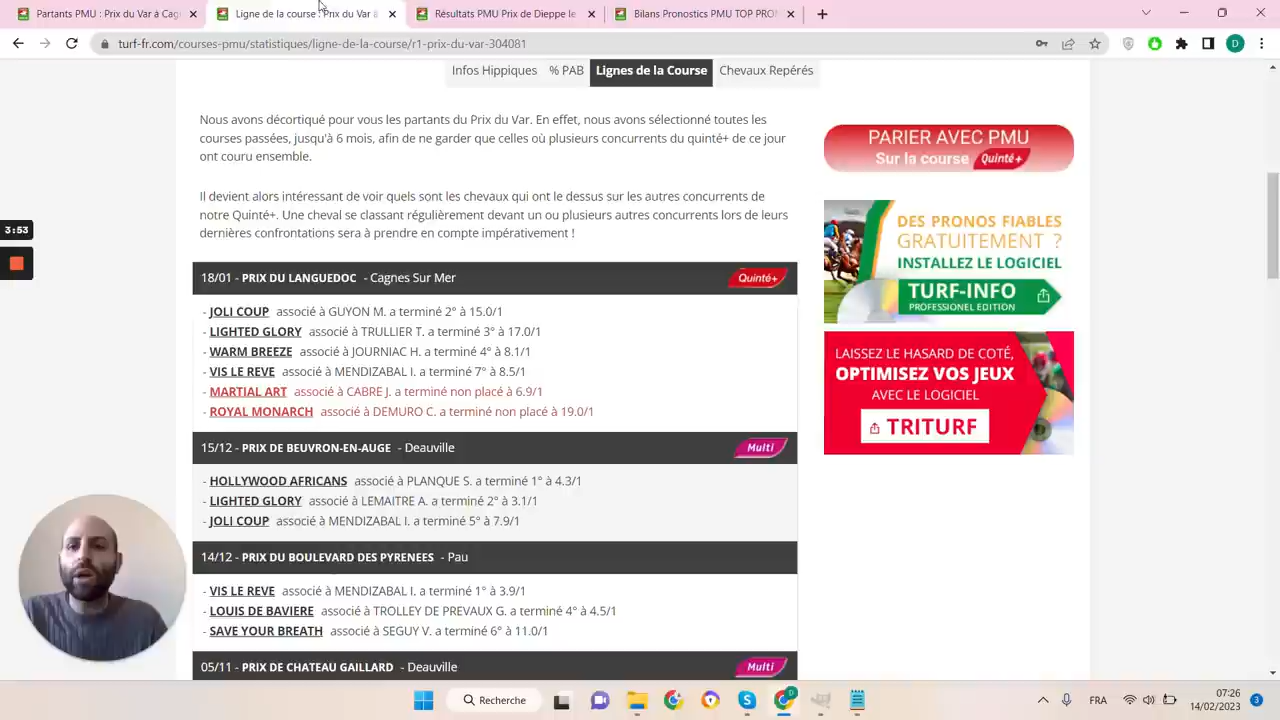 Partants PMU du Var à Cag
Ligne de la course : Prix du Var
Partants PMU de Dieppe le
Bilans Pronostics PMU TOP PRO
turf-fr.com/course-pmu/statistiques/ligne-de-la-course/r1-prix-du-var-304081
D
Infos Hippiques
% PAB
Lignes de la Course
Chevaux Repérés
Nous avons décortiqué pour vous les partants du Prix du Var. En effet, nous avons sélectionné toutes les
courses passées, jusqu'à 6 mois, afin de ne garder que celles où plusieurs concurrents du quinté+ de ce jour
ont couru ensemble.
Il devient alors intéressant de voir quels sont les chevaux qui ont le dessus sur les autres concurrents de
notre Quinté+. Une cheval se classant régulièrement devant un ou plusieurs autres concurrents lors de leurs
dernières confrontations sera à prendre en compte impérativement !
3:53
18/01 - PRIX DU LANGUEDOC - Cagnes Sur Mer
Quinté+
- JOLI COUP associé à GUYON M. a terminé 2° à 15.0/1
- LIGHTED GLORY associé à TRULLIER T. a terminé 3° à 17.0/1
- WARM BREEZE associé à JOURNIAC H. a terminé 4° à 8.1/1
- VIS LE REVE associé à MENDIZABAL I. a terminé 7° à 8.5/1
- MARTIAL ART associé à CABRE J. a terminé non placé à 6.9/1
- ROYAL MONARCH associé à DEMURO C. a terminé non placé à 19.0/1
15/12 - PRIX DE BEUVRON-EN-AUGE - Deauville
Multi
- HOLLYWOOD AFRICANS associé à PLANQUE S. a terminé 1° à 4.3/1
- LIGHTED GLORY associé à LEMAITRE A. a terminé 2° à 3.1/1
- JOLI COUP associé à MENDIZABAL I. a terminé 5° à 7.9/1
14/12 - PRIX DU BOULEVARD DES PYRENEES - Pau
- VIS LE REVE associé à MENDIZABAL I. a terminé 1° à 3.9/1
- LOUIS DE BAVIERE associé à TROLLEY DE PREVAUX G. a terminé 4° à 4.5/1
- SAVE YOUR BREATH associé à SEGUY V. a terminé 6° à 11.0/1
05/11 - PRIX DE CHATEAU GAILLARD - Deauville
Multi
PARIER AVEC PMU
Sur la course Quinté+
DES PRONOS FIABLES
GRATUITEMENT ?
INSTALLEZ LE LOGICIEL
TURF-INFO
PROFESSIONEL EDITION
LAISSEZ LE HASARD DE COTÉ,
OPTIMISEZ VOS JEUX
AVEC LE LOGICIEL
TRITURF
Recherche
FRA
07:26
14/02/2023
3